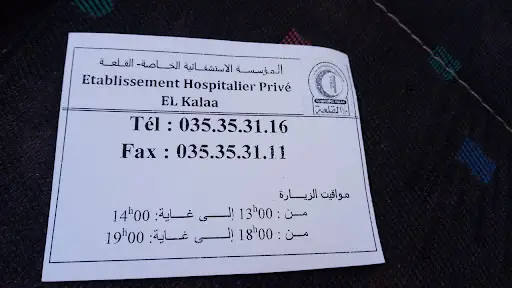 المؤسسة الاستشفائية الخاصة- القلعة
Etablissement Hospitalier Privé
EL Kalaa
القلعة
Tél : 035.35.31.16
Fax : 035.35.31.11
مواقيت الزيارة
من : 13h00 إلى غاية: 14h00
من : 18h00 إلى غاية: 19h00